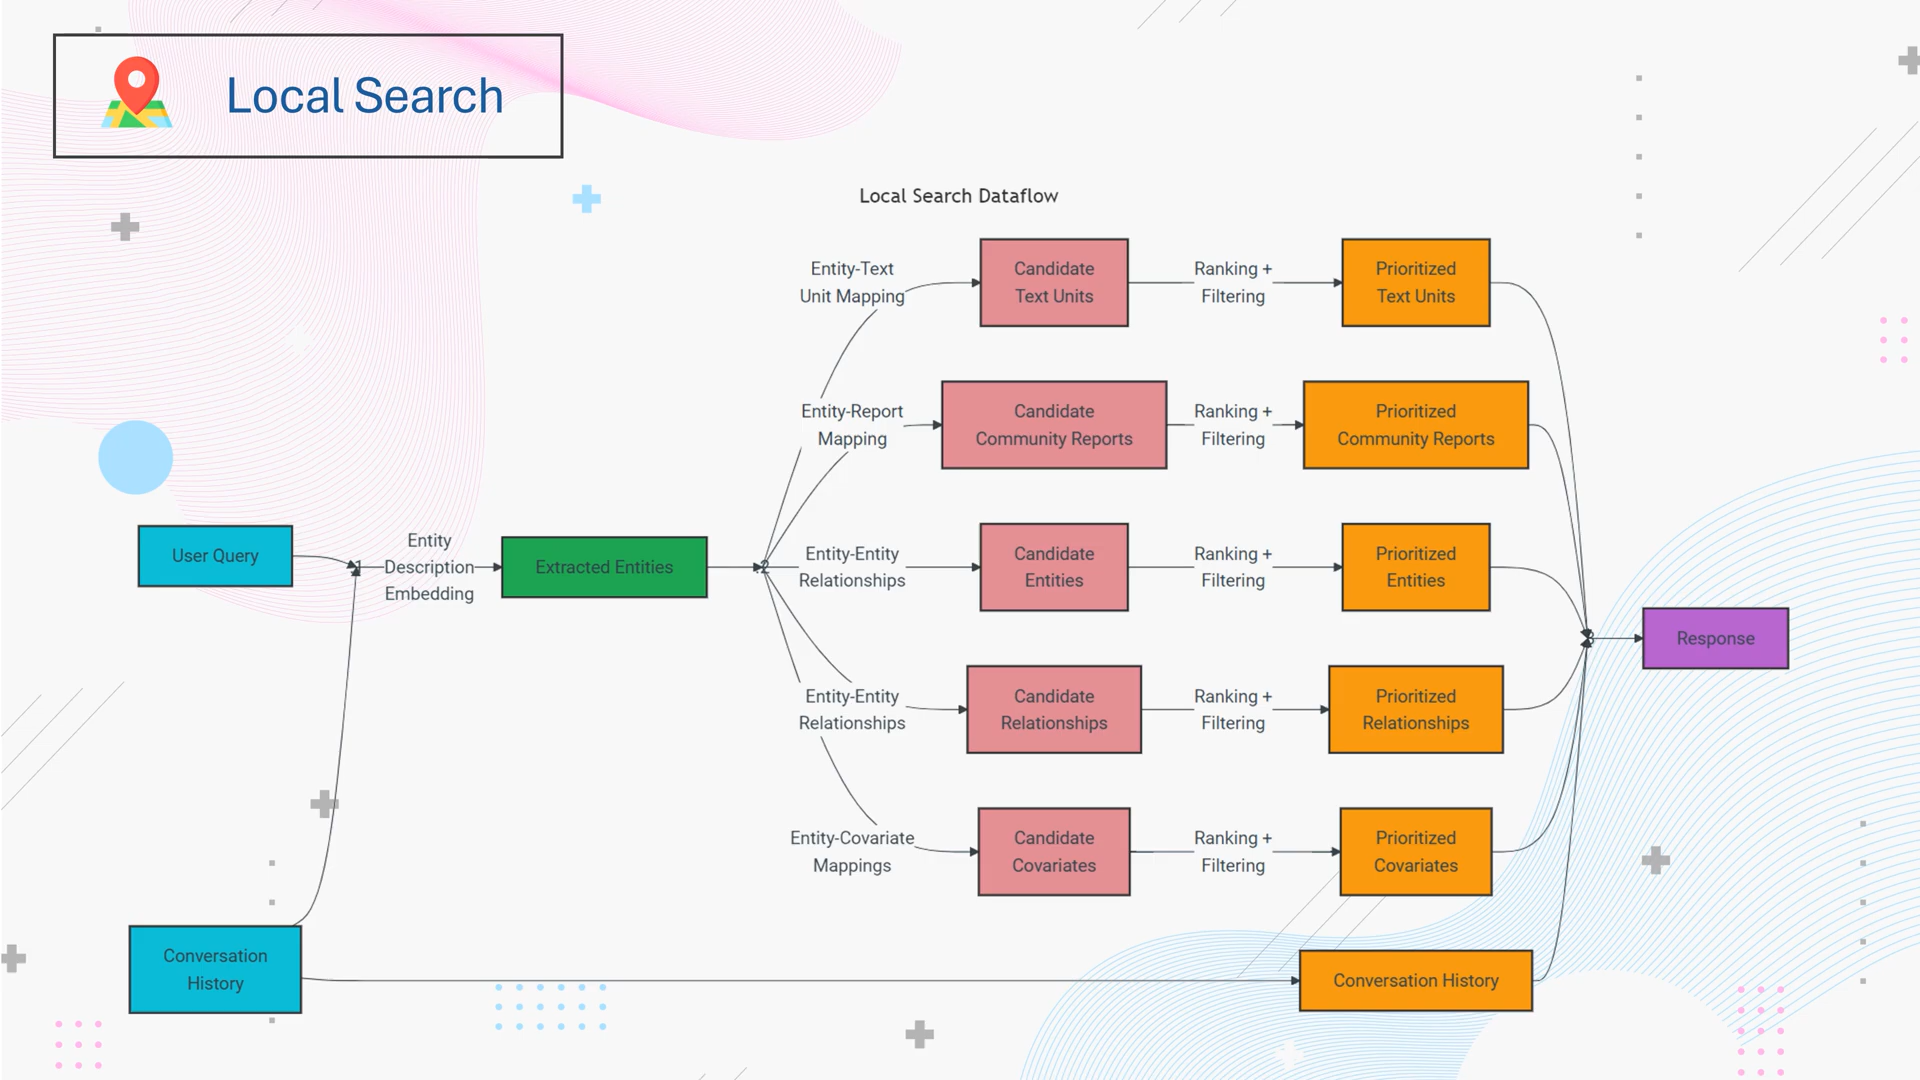 Local Search
Local Search Dataflow
Entity-Text
Unit Mapping
Candidate
Text Units
Ranking +
Filtering
Prioritized
Text Units
Entity-Report
Mapping
Candidate
Community Reports
Ranking +
Filtering
Prioritized
Community Reports
User Query
1
Entity
Description
Embedding
Extracted Entities
2
Entity-Entity
Relationships
Candidate
Entities
Ranking +
Filtering
Prioritized
Entities
Response
Entity-Entity
Relationships
Candidate
Relationships
Ranking +
Filtering
Prioritized
Relationships
Entity-Covariate
Mappings
Candidate
Covariates
Ranking +
Filtering
Prioritized
Covariates
Conversation
History
Conversation History